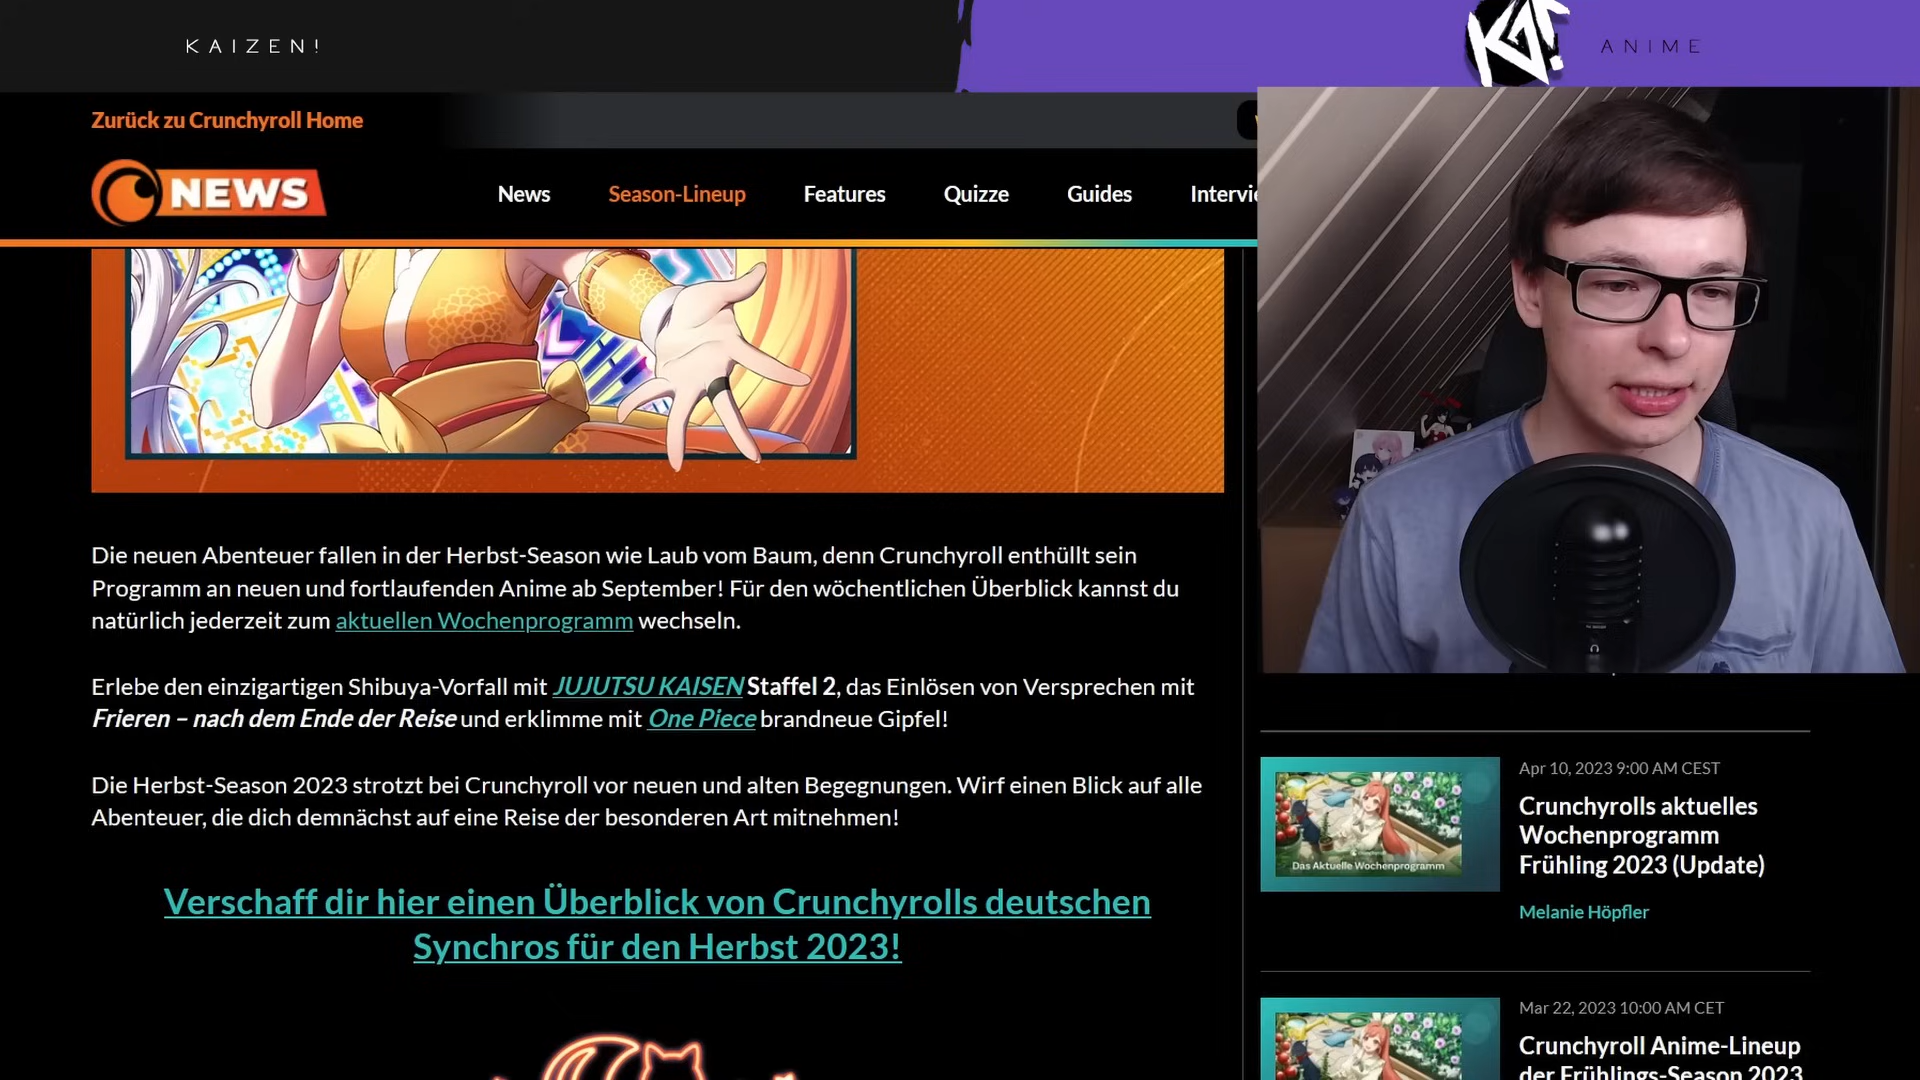 KAIZEN!
KAI!
ANIME
Zurück zu Crunchyroll Home
NEWS
News
Season-Lineup
Features
Quizze
Guides
Die neuen Abenteuer fallen in der Herbst-Season wie Laub vom Baum, denn Crunchyroll enthüllt sein
Programm an neuen und fortlaufenden Anime ab September! Für den wöchentlichen Überblick kannst du
natürlich jederzeit zum aktuellen Wochenprogramm wechseln.
Erlebe den einzigartigen Shibuya-Vorfall mit JUJUTSU KAISEN Staffel 2, das Einlösen von Versprechen mit
Frieren – nach dem Ende der Reise und erklimme mit One Piece brandneue Gipfel!
Die Herbst-Season 2023 strotzt bei Crunchyroll vor neuen und alten Begegnungen. Wirf einen Blick auf alle
Abenteuer, die dich demnächst auf eine Reise der besonderen Art mitnehmen!
Verschaff dir hier einen Überblick von Crunchyrolls deutschen
Synchros für den Herbst 2023!
Das Aktuelle Wochenprogramm
Apr 10, 2023 9:00 AM CEST
Crunchyrolls aktuelles
Wochenprogramm
Frühling 2023 (Update)
Melanie Höpfler
Mar 22, 2023 10:00 AM CET
Crunchyroll Anime-Lineup
der Frühlings-Season 2023